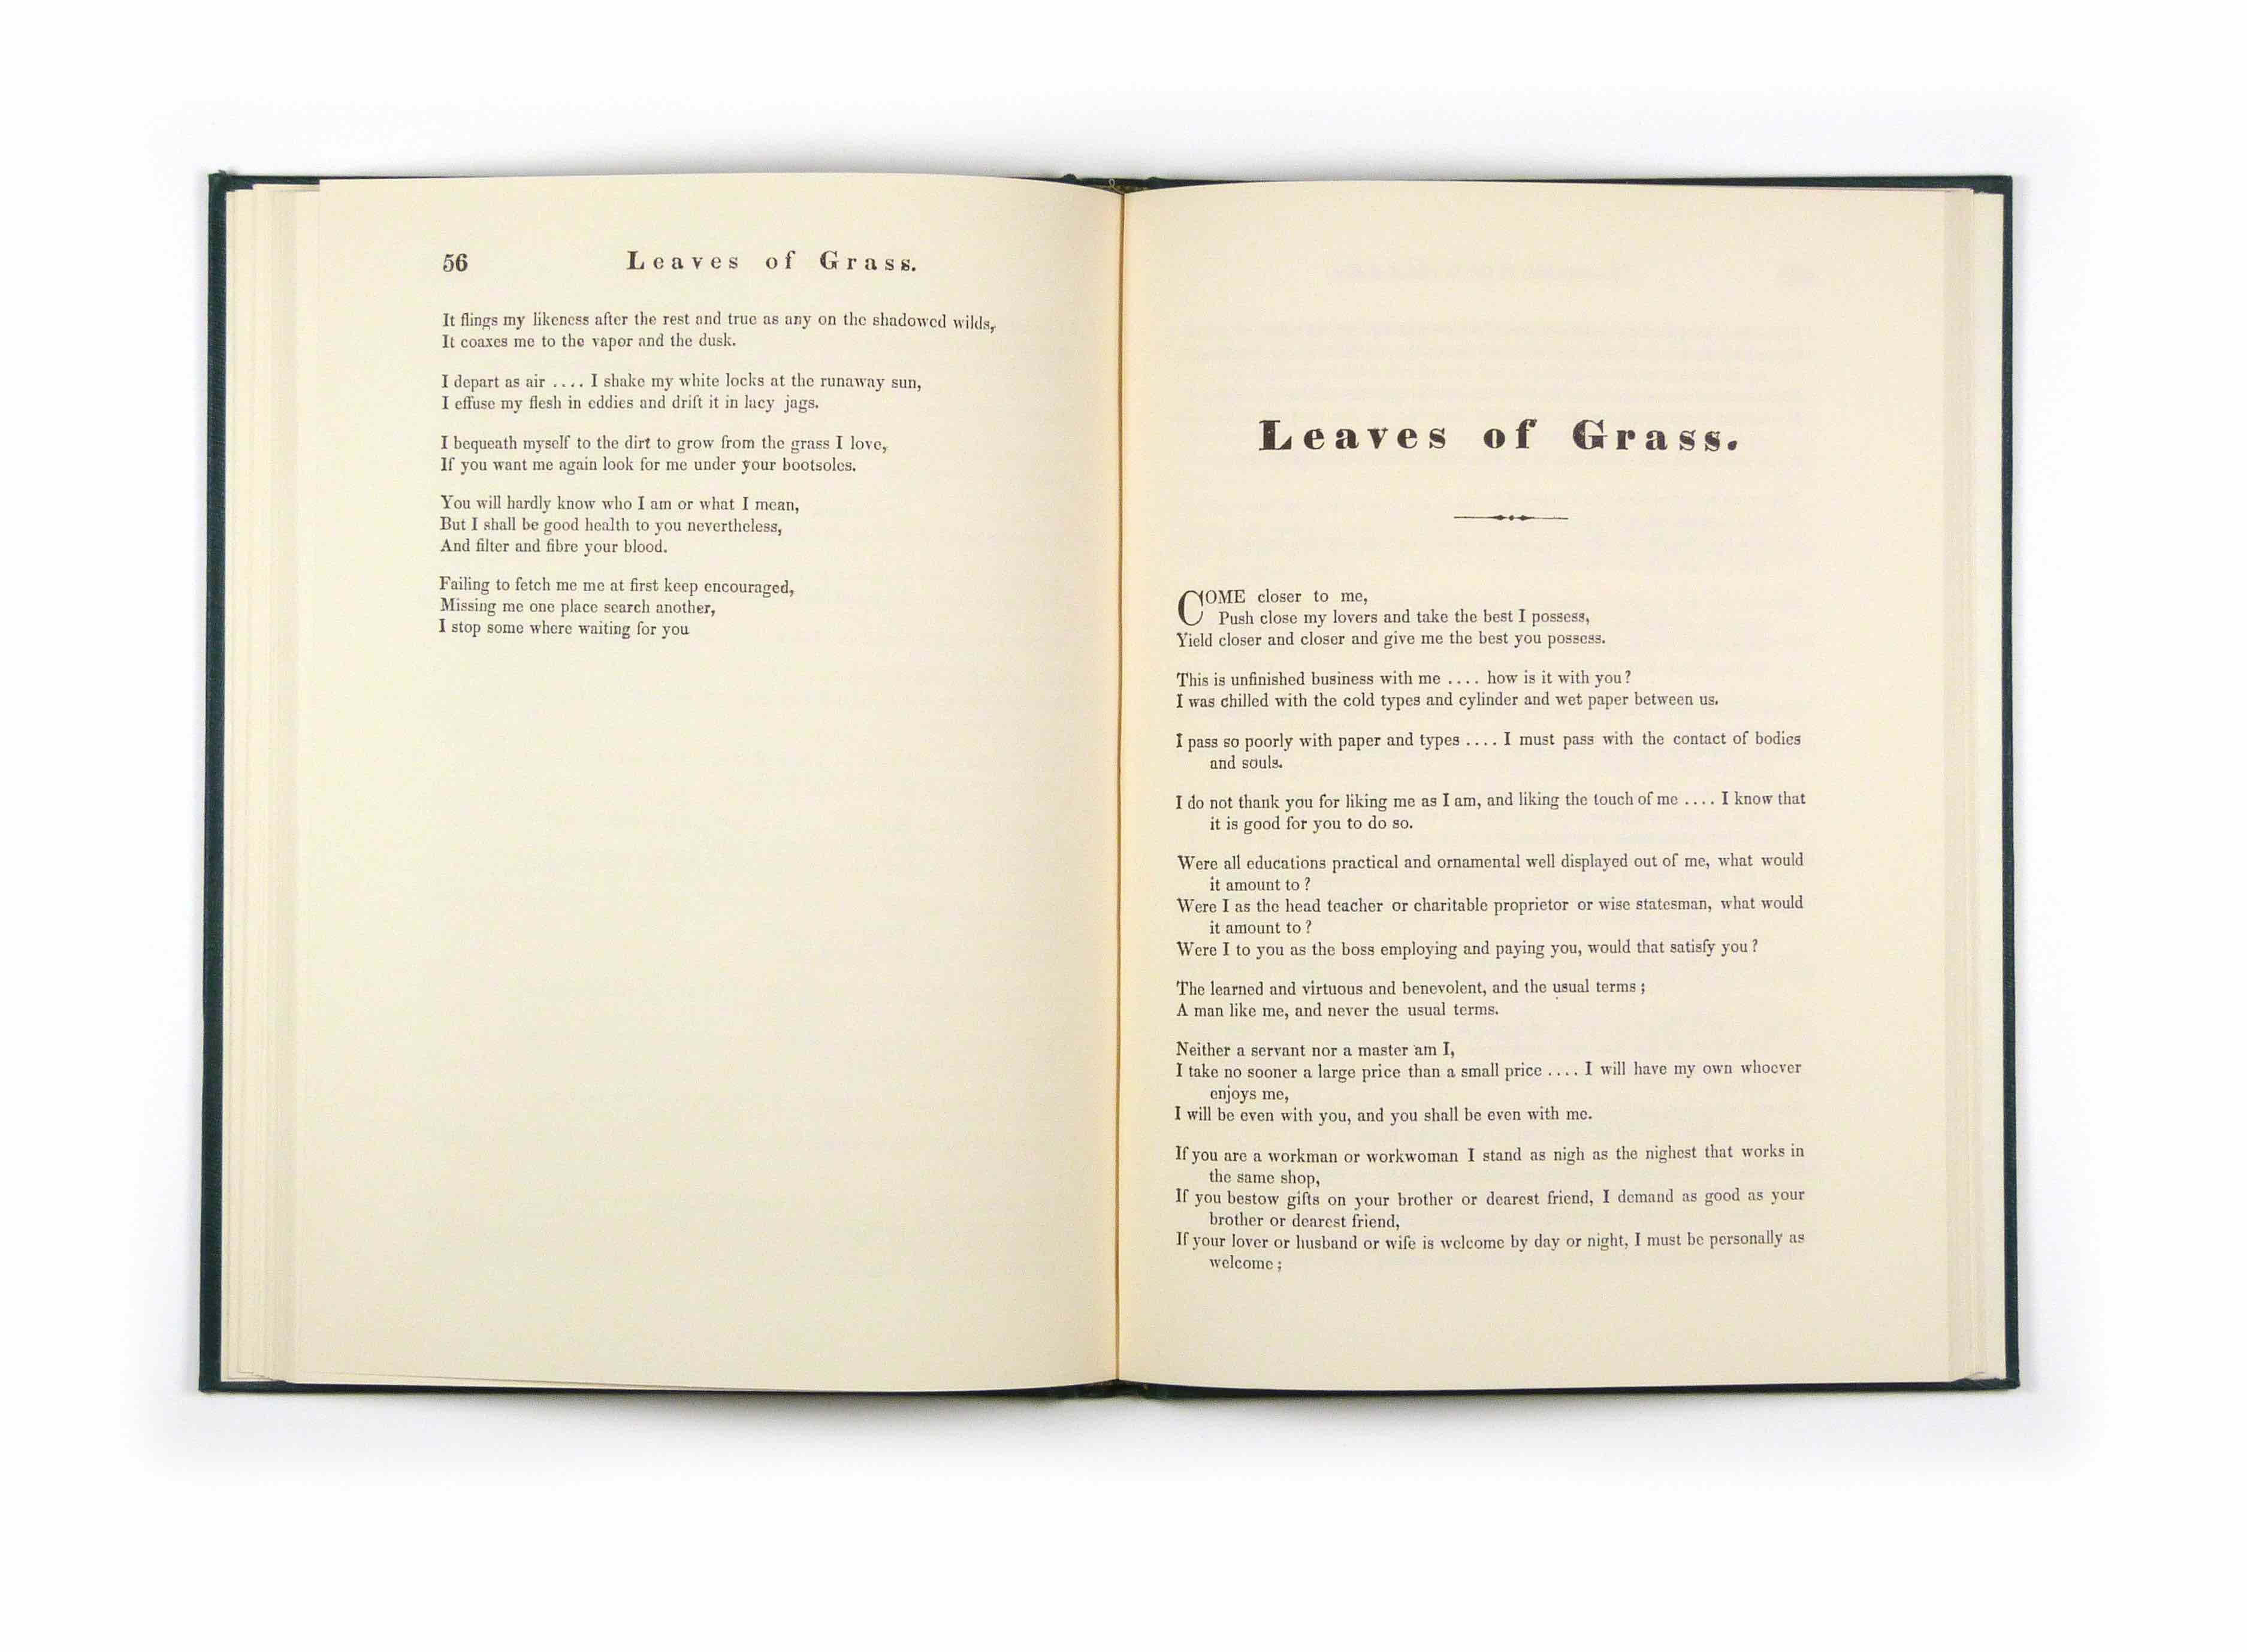 56 Leaves of Grass.
It flings my likeness after the rest and true as any on the shadowed wilds,
It coaxes me to the vapor and the dusk.
I depart as air .... I shake my white locks at the runaway sun,
I effuse my flesh in eddies and drift it in lacy jags.
I bequeath myself to the dirt to grow from the grass I love,
If you want me again look for me under your bootsoles.
You will hardly know who I am or what I mean,
But I shall be good health to you nevertheless,
And filter and fibre your blood.
Failing to fetch me me at first keep encouraged,
Missing me one place search another,
I stop some where waiting for you
Leaves of Grass.
COME closer to me,
Push close my lovers and take the best I possess,
Yield closer and closer and give me the best you possess.
This is unfinished business with me .... how is it with you?
I was chilled with the cold types and cylinder and wet paper between us.
I pass so poorly with paper and types .... I must pass with the contact of bodies
and souls.
I do not thank you for liking me as I am, and liking the touch of me .... I know that
it is good for you to do so.
Were all educations practical and ornamental well displayed out of me, what would
it amount to?
Were I as the head teacher or charitable proprietor or wise statesman, what would
it amount to?
Were I to you as the boss employing and paying you, would that satisfy you?
The learned and virtuous and benevolent, and the usual terms;
A man like me, and never the usual terms.
Neither a servant nor a master am I,
I take no sooner a large price than a small price .... I will have my own whoever
enjoys me,
I will be even with you, and you shall be even with me.
If you are a workman or workwoman I stand as nigh as the nighest that works in
the same shop,
If you bestow gifts on your brother or dearest friend, I demand as good as your
brother or dearest friend,
If your lover or husband or wife is welcome by day or night, I must be personally as
welcome;